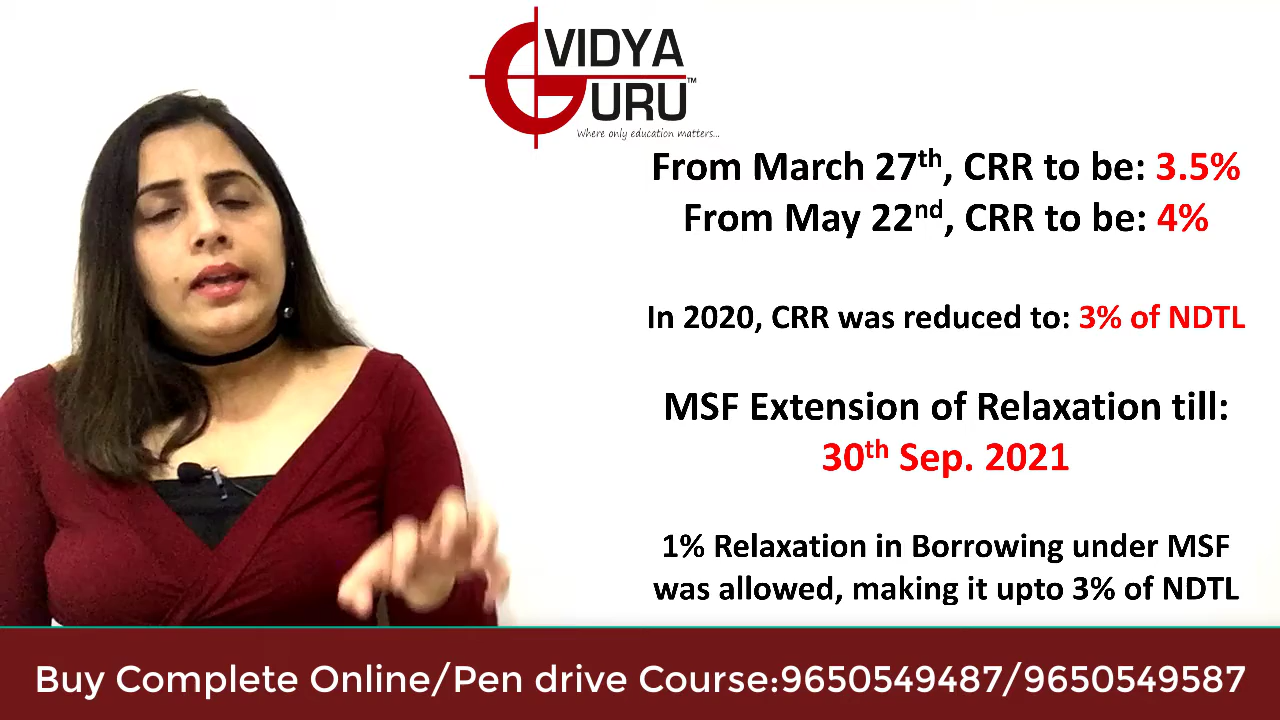 VIDYA
GURU™
Where only education matters...
From March 27th, CRR to be: 3.5%
From May 22nd, CRR to be: 4%
In 2020, CRR was reduced to: 3% of NDTL
MSF Extension of Relaxation till:
30th Sep. 2021
1% Relaxation in Borrowing under MSF
was allowed, making it upto 3% of NDTL
Buy Complete Online/Pen drive Course:9650549487/9650549587